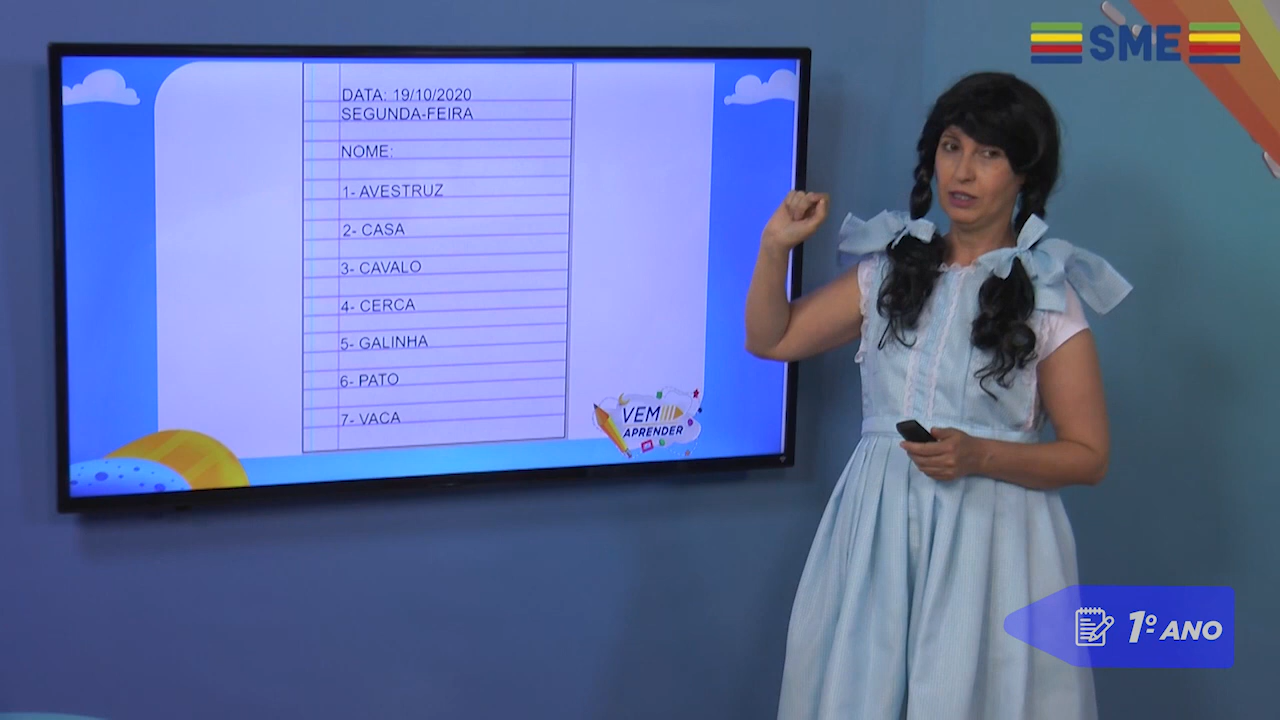 DATA: 19/10/2020
SEGUNDA-FEIRA
NOME:
1- AVESTRUZ
2- CASA
3- CAVALO
4- CERCA
5- GALINHA
6- PATO
7- VACA
VEM
APRENDER
SME
1º ANO